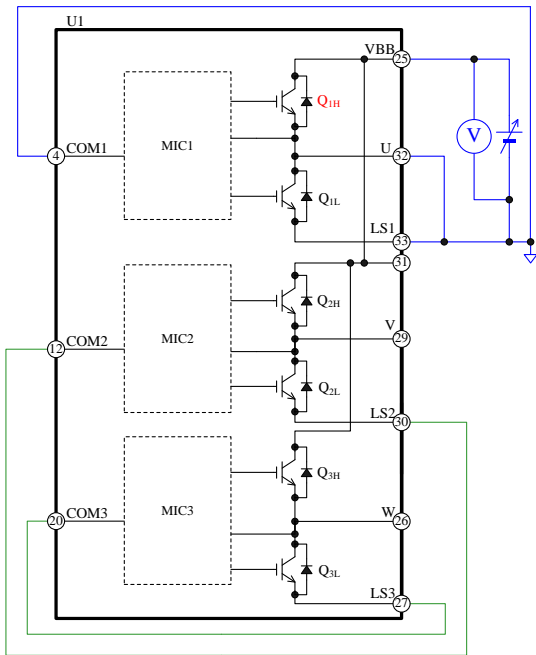 U1
VBB
25
MIC1
Q1H
V
4
COM1
U
32
Q1L
LS1
33
31
MIC2
Q2H
12
COM2
V
29
Q2L
LS2
30
MIC3
Q3H
20
COM3
W
26
Q3L
LS3
27